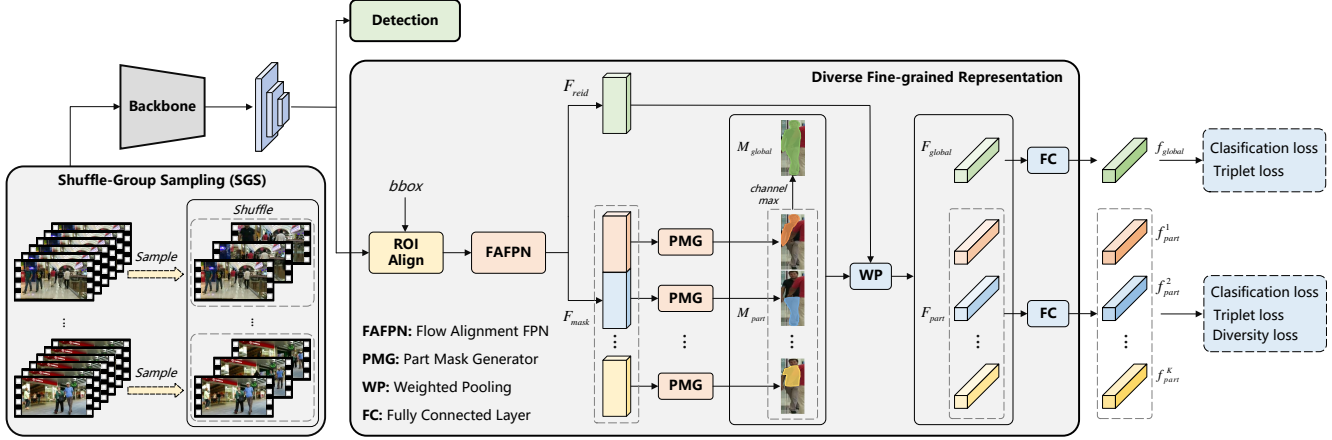 Detection
Backbone
Diverse Fine-grained Representation
F_reid
M_global
F_global
FC
f_global
Clasification loss
Triplet loss
Shuffle-Group Sampling (SGS)
Shuffle
Sample
⋮
Sample
bbox
ROI
Align
FAFPN
channel
max
PMG
PMG
⋮
PMG
F_mask
M_part
⋮
WP
F_part
⋮
FC
f^1_part
f^2_part
⋮
f^K_part
Clasification loss
Triplet loss
Diversity loss
FAFPN: Flow Alignment FPN
PMG: Part Mask Generator
WP: Weighted Pooling
FC: Fully Connected Layer